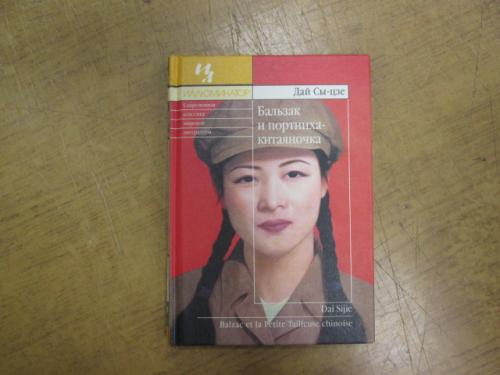 ИЛЛЮМИНАТОР
Современная
классика
мировой
литературы
Дай Сы-цзе
Бальзак
и портниха-
китаяночка
Dai Sijie
Balzac et la Petite Tailleuse chinoise